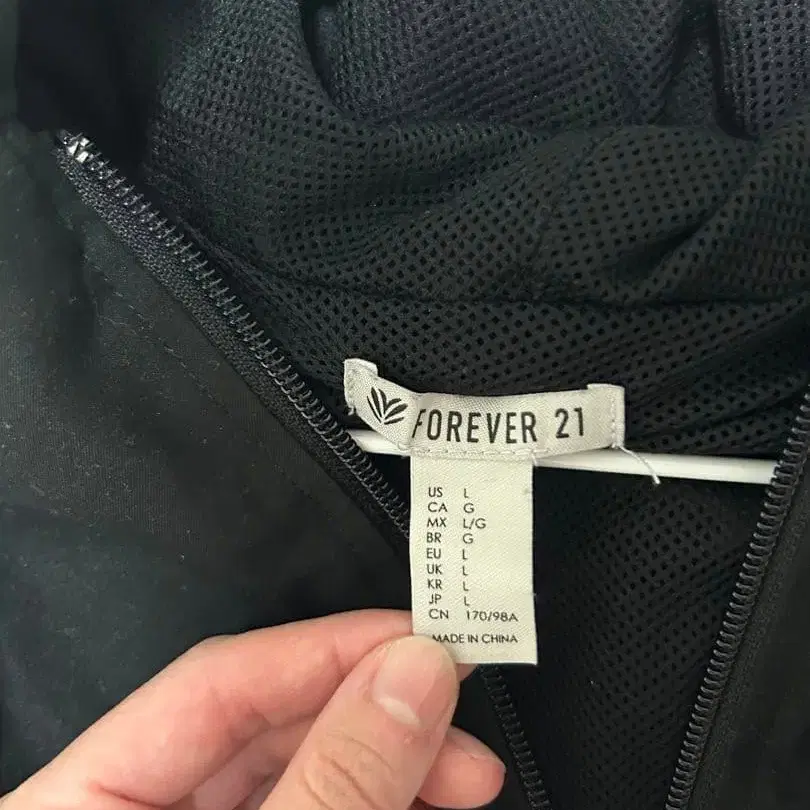 FOREVER 21
US L
CA G
MX L/G
BR G
EU L
UK L
KR L
JP L
CN 170/98A
MADE IN CHINA